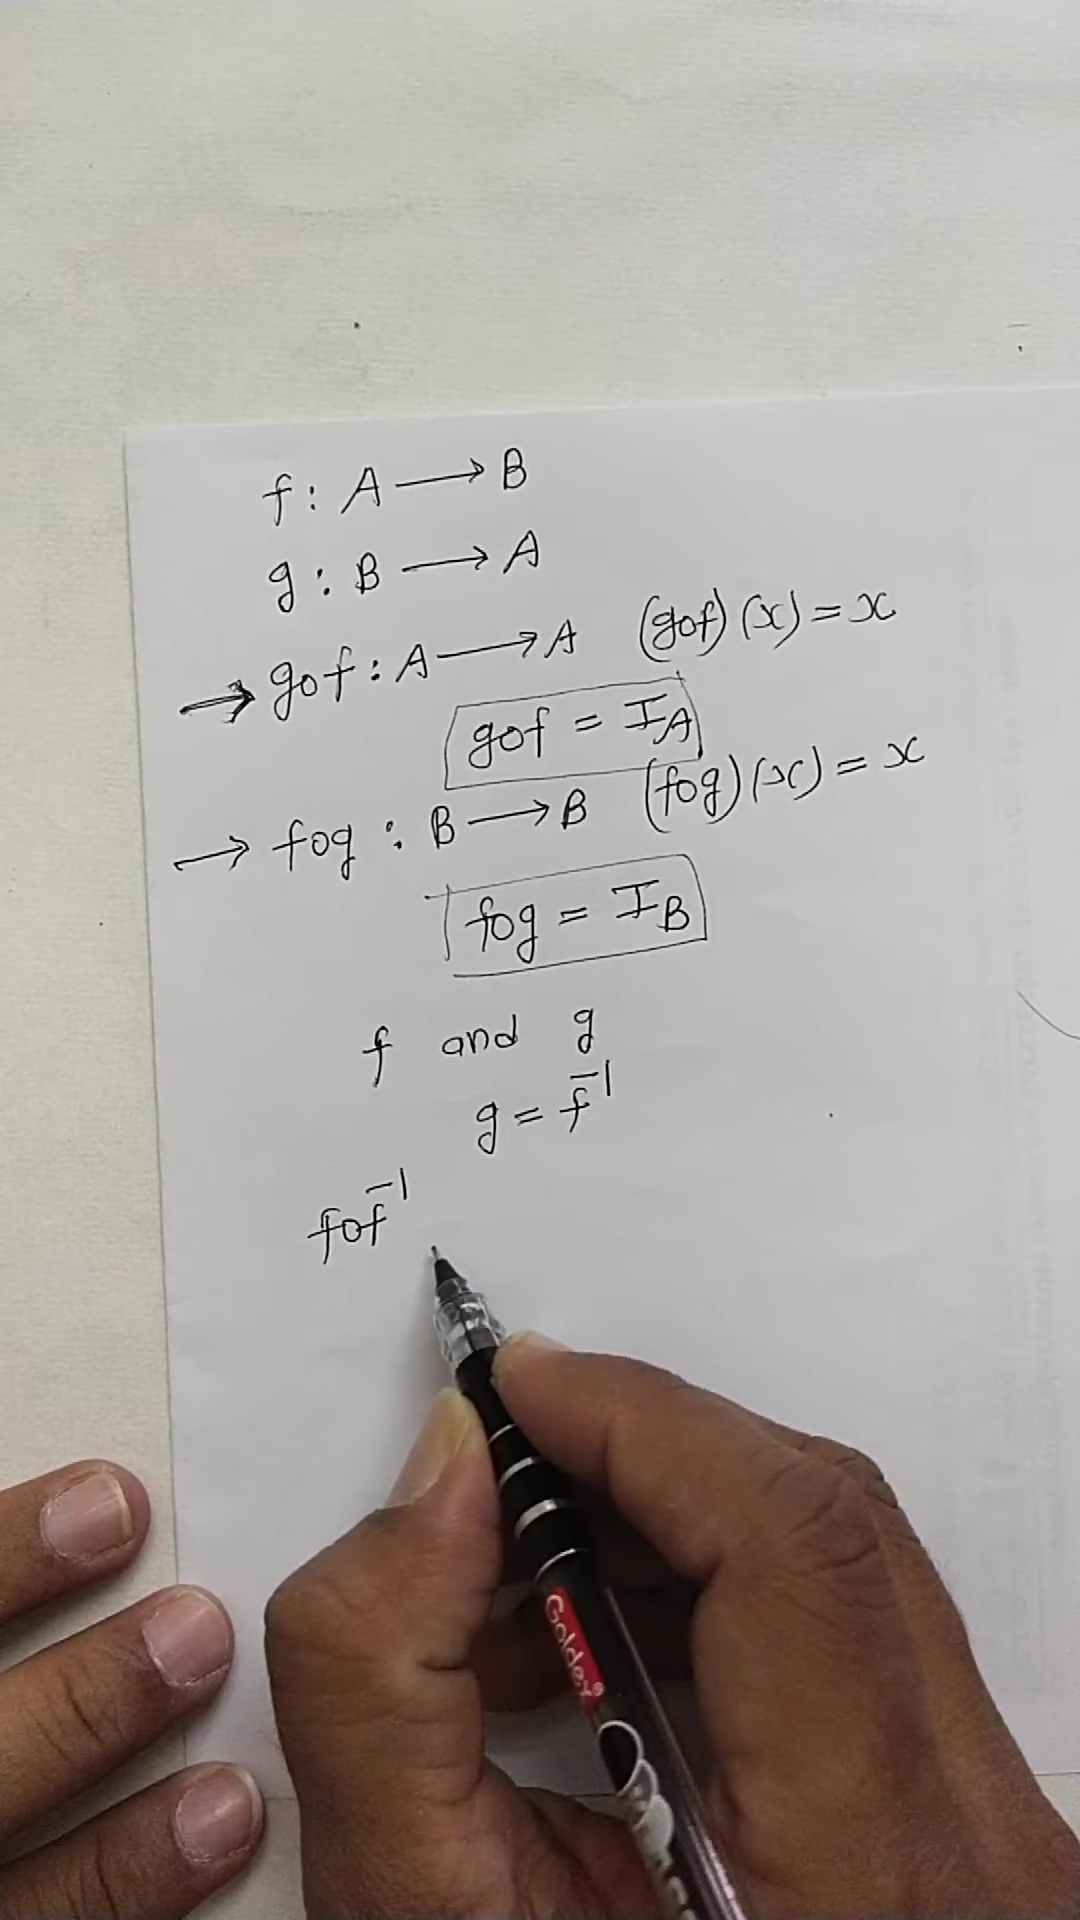 f : A ⟶ B
g : B ⟶ A
→ gof : A ⟶ A (gof)(x) = x
gof = I_A
→ fog : B ⟶ B (fog)(x) = x
fog = I_B
f and g
g = f⁻¹
fof⁻¹
Goldex